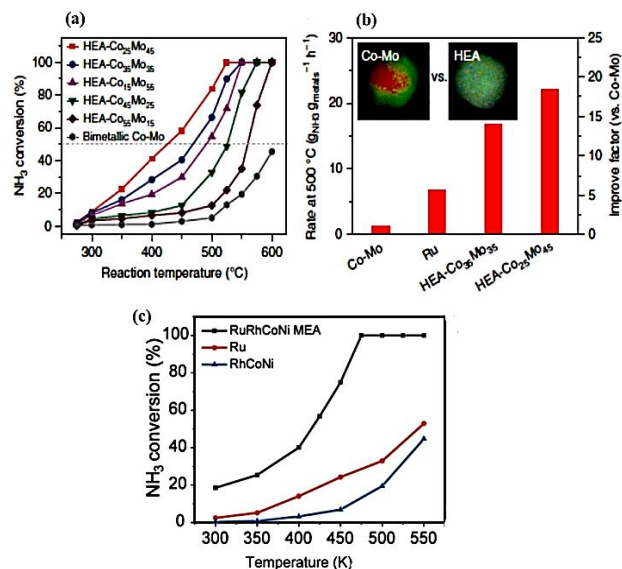 (a)
NH₃ conversion (%)
100
80
60
40
20
0
HEA-Co₂₅Mo₄₅
HEA-Co₃₅Mo₃₅
HEA-Co₁₅Mo₅₅
HEA-Co₄₅Mo₂₅
HEA-Co₅₅Mo₁₅
Bimetallic Co-Mo
300 400 500 600
Reaction temperature (°C)
(b)
Rate at 500 °C (gNH3 gmetals⁻¹ h⁻¹)
30
20
10
0
Co-Mo vs. HEA
25
20
15
10
5
0
Improve factor (vs. Co-Mo)
Co-Mo
Ru
HEA-Co₃₅Mo₃₅
HEA-Co₂₅Mo₄₅
(c)
NH₃ conversion (%)
100
80
60
40
20
0
RuRhCoNi MEA
Ru
RhCoNi
300 350 400 450 500 550
Temperature (K)